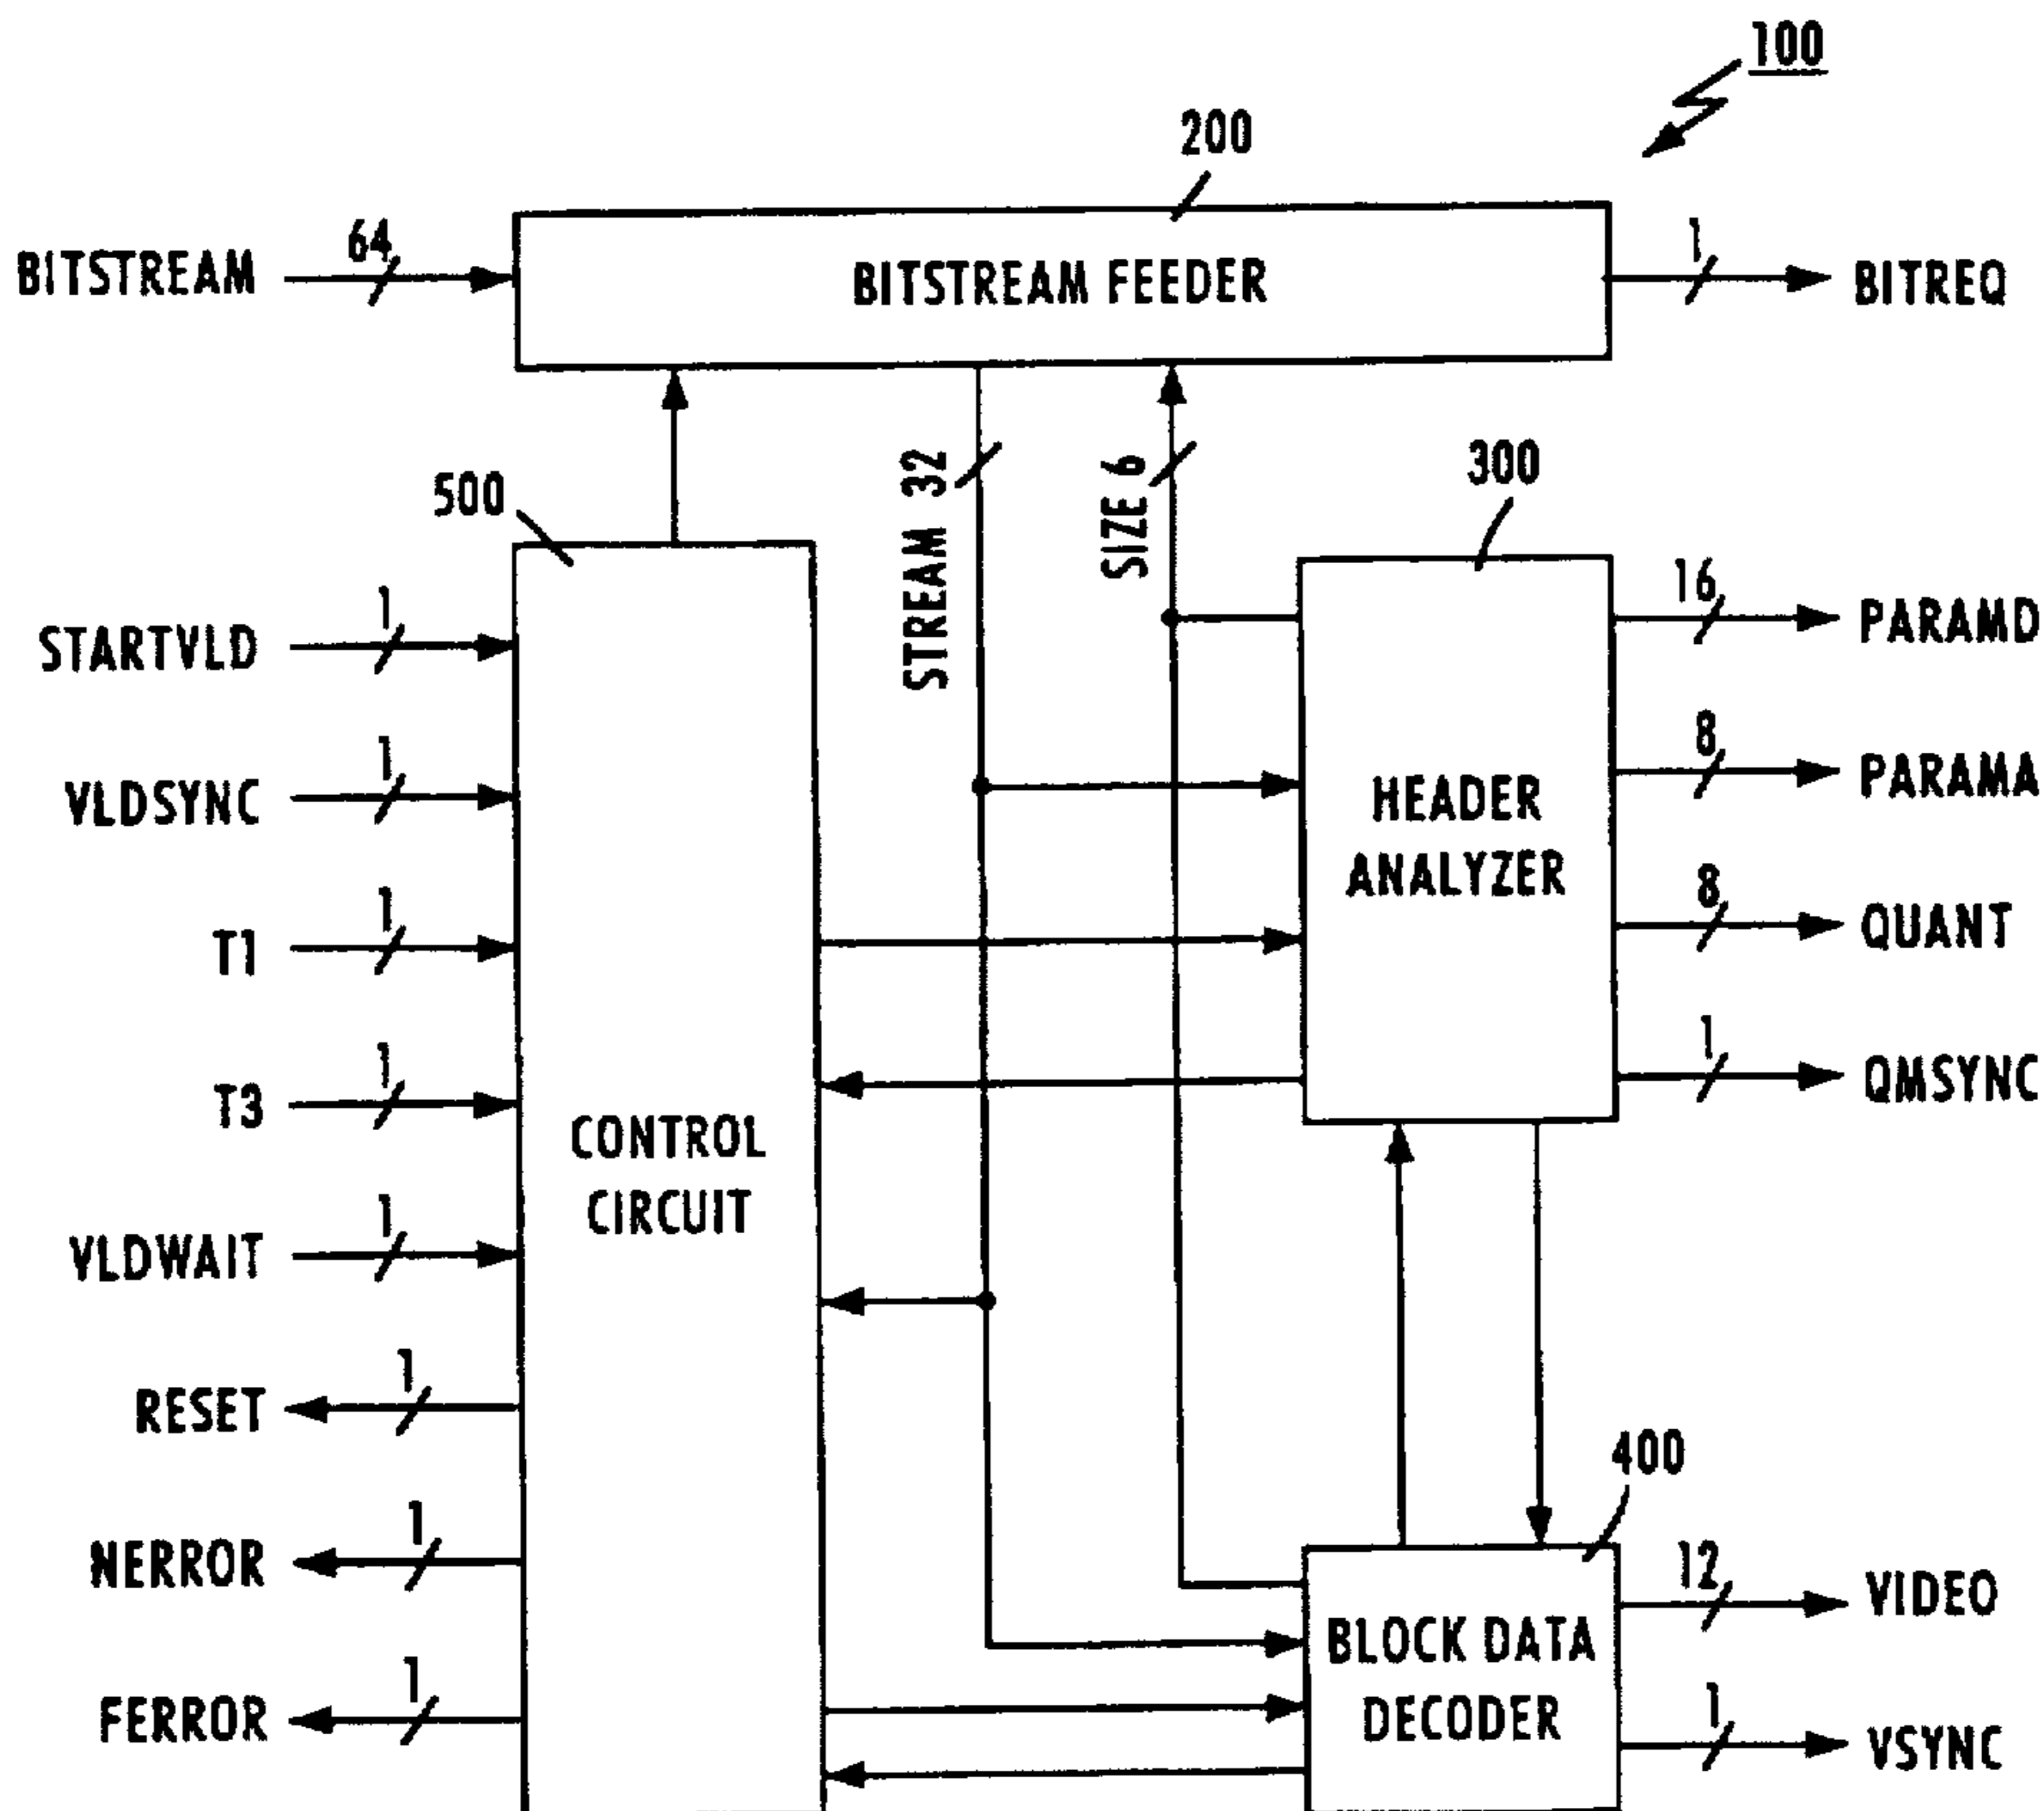 100
200
64
BITSTREAM
BITSTREAM FEEDER
1
BITREQ
500
STREAM 32
SIZE 6
300
1
STARTVLD
16
PARAMD
1
VLDSYNC
8
PARAMA
HEADER
ANALYZER
1
T1
8
QUANT
1
T3
1
QMSYNC
CONTROL
CIRCUIT
1
VLDWAIT
1
RESET
400
1
NERROR
12
VIDEO
BLOCK DATA
DECODER
1
FERROR
1
VSYNC